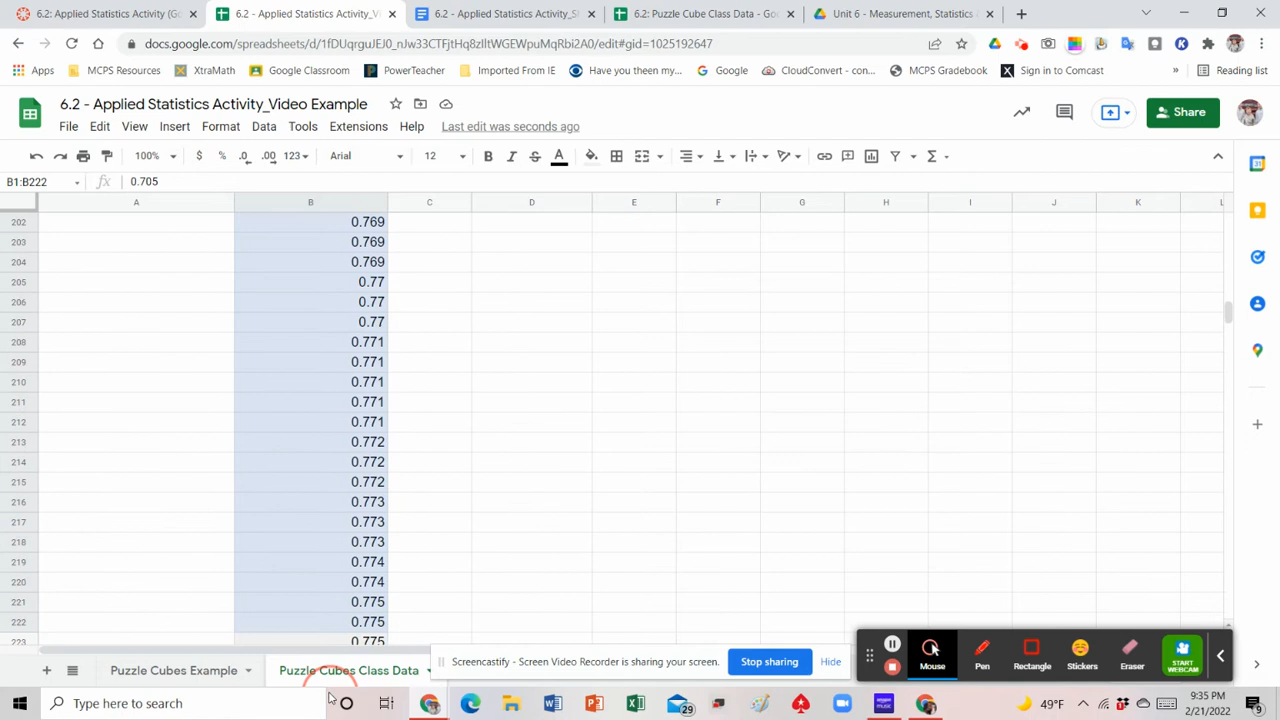 6.2: Applied Statistics Activity (Go
6.2 - Applied Statistics Activity_Vi
6.2 - Applied Statistics Activity_S
6.2 Puzzle Cube Class Data - Goo
Unit 6 - Measurement, Statistics
docs.google.com/spreadsheets/d/
/edit#gid=1025192647
Apps
MCPS Resources
XtraMath
Google Classroom
PowerTeacher
Imported From IE
Have you theen my...
Google
CloudConvert - con...
MCPS Gradebook
Sign in to Comcast
»
Reading list
6.2 - Applied Statistics Activity_Video Example
Share
File Edit View Insert Format Data Tools Extensions Help Last edit was seconds ago
100% $ % .0 .00 123 Arial 12 B I S A
B1:B222 fx 0.705
A B C D E F G H I J K L
202 0.769
203 0.769
204 0.769
205 0.77
206 0.77
207 0.77
208 0.771
209 0.771
210 0.771
211 0.771
212 0.771
213 0.772
214 0.772
215 0.772
216 0.773
217 0.773
218 0.773
219 0.774
220 0.774
221 0.775
222 0.775
223 0.775
Puzzle Cubes Example
Puzzle Cubes Class Data
Screencastify - Screen Video Recorder is sharing your screen.
Stop sharing
Hide
Mouse
Pen
Rectangle
Stickers
Eraser
START
WEBCAM
Type here to search
29
49°F
9:35 PM
2/21/2022
9